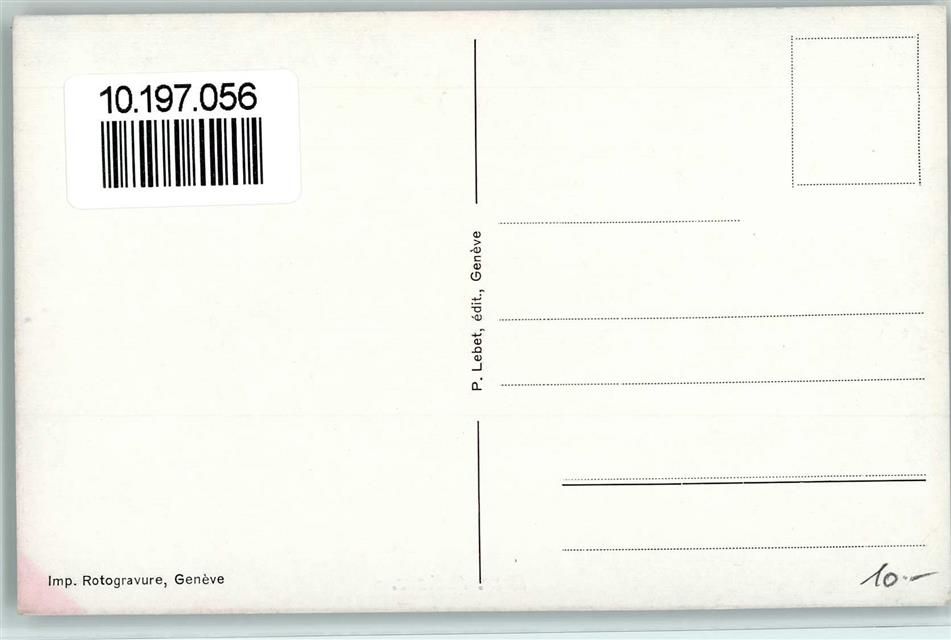 10.197.056
P. Lebet, édit., Genève
Imp. Rotogravure, Genève
10.-